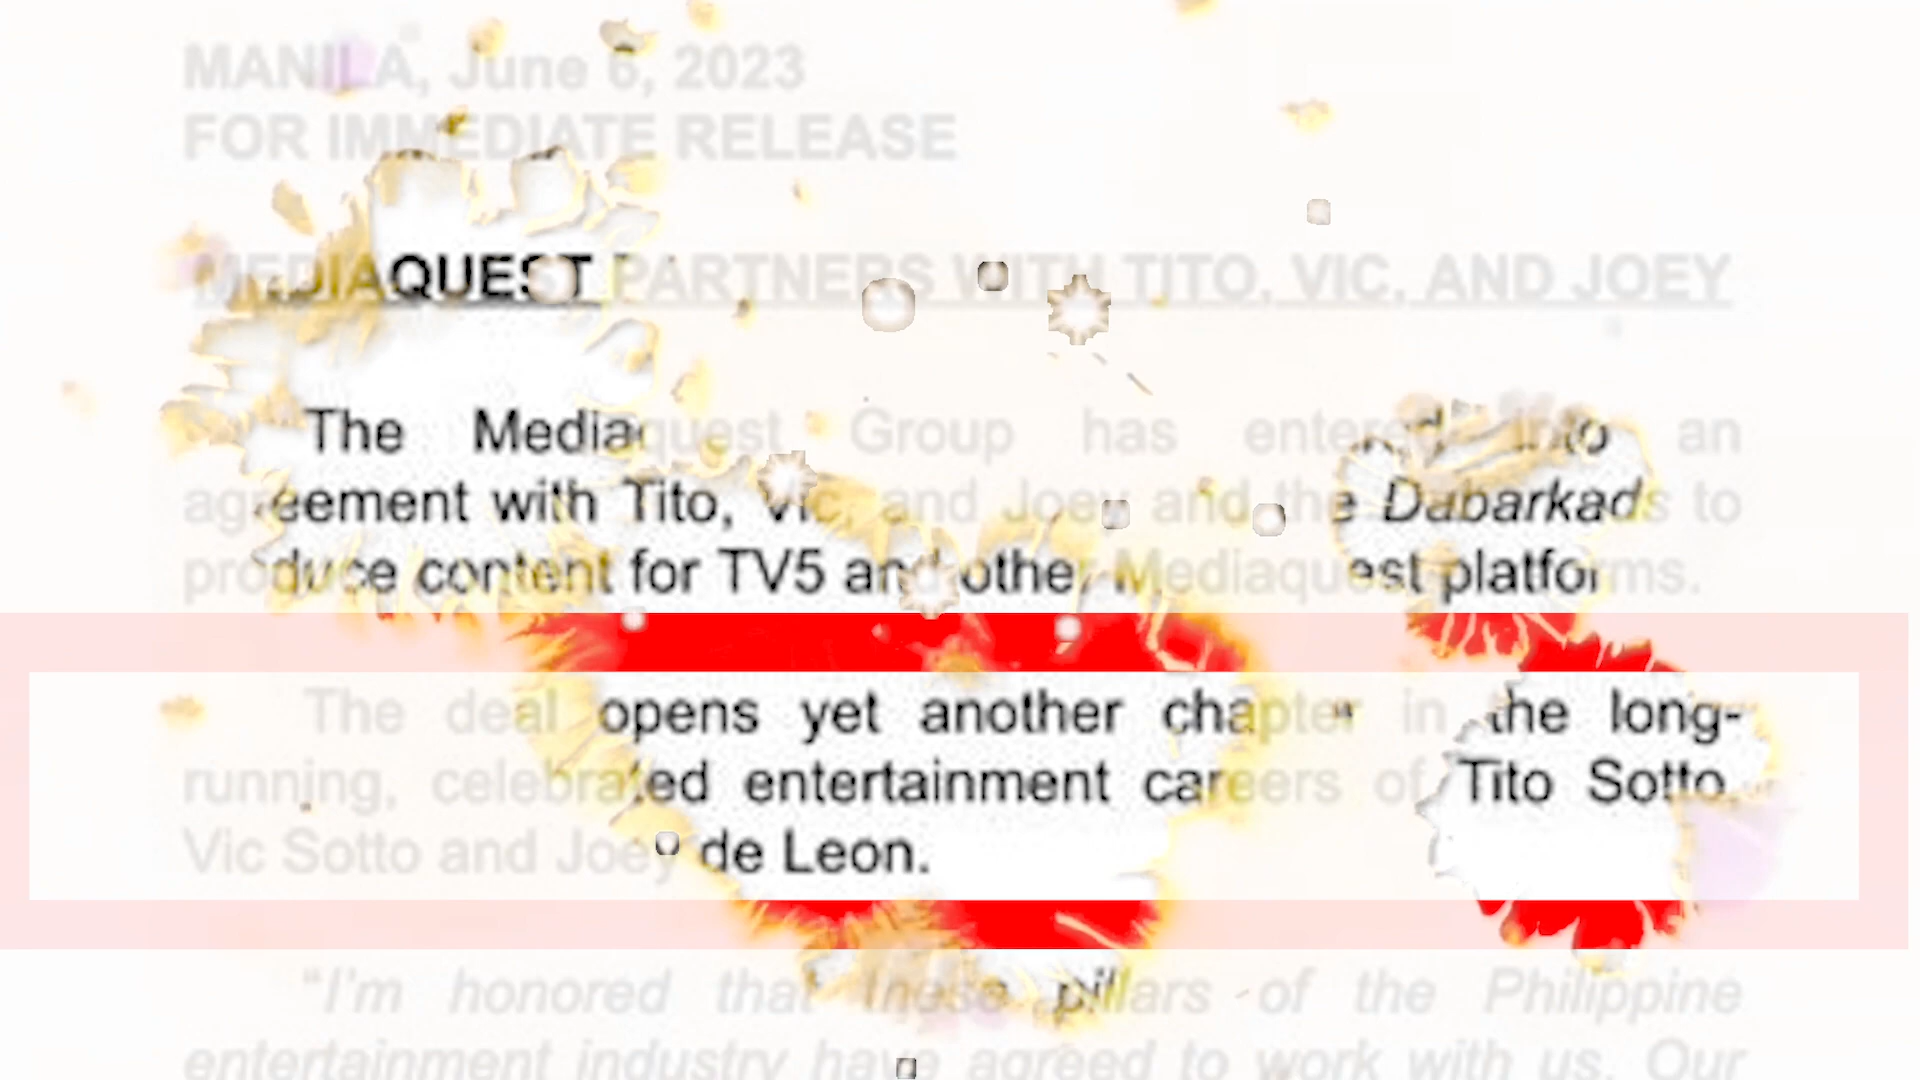 MANILA, June 6, 2023
FOR IMMEDIATE RELEASE
MEDIAQUEST PARTNERS WITH TITO, VIC, AND JOEY
The Mediaquest Group has entered into an
agreement with Tito, Vic, and Joey and the Dabarkads to
produce content for TV5 and other Mediaquest platforms.
The deal opens yet another chapter in the long-
running, celebrated entertainment careers of Tito Sotto,
Vic Sotto and Joey de Leon.
“I’m honored that these pillars of the Philippine
entertainment industry have agreed to work with us. Our